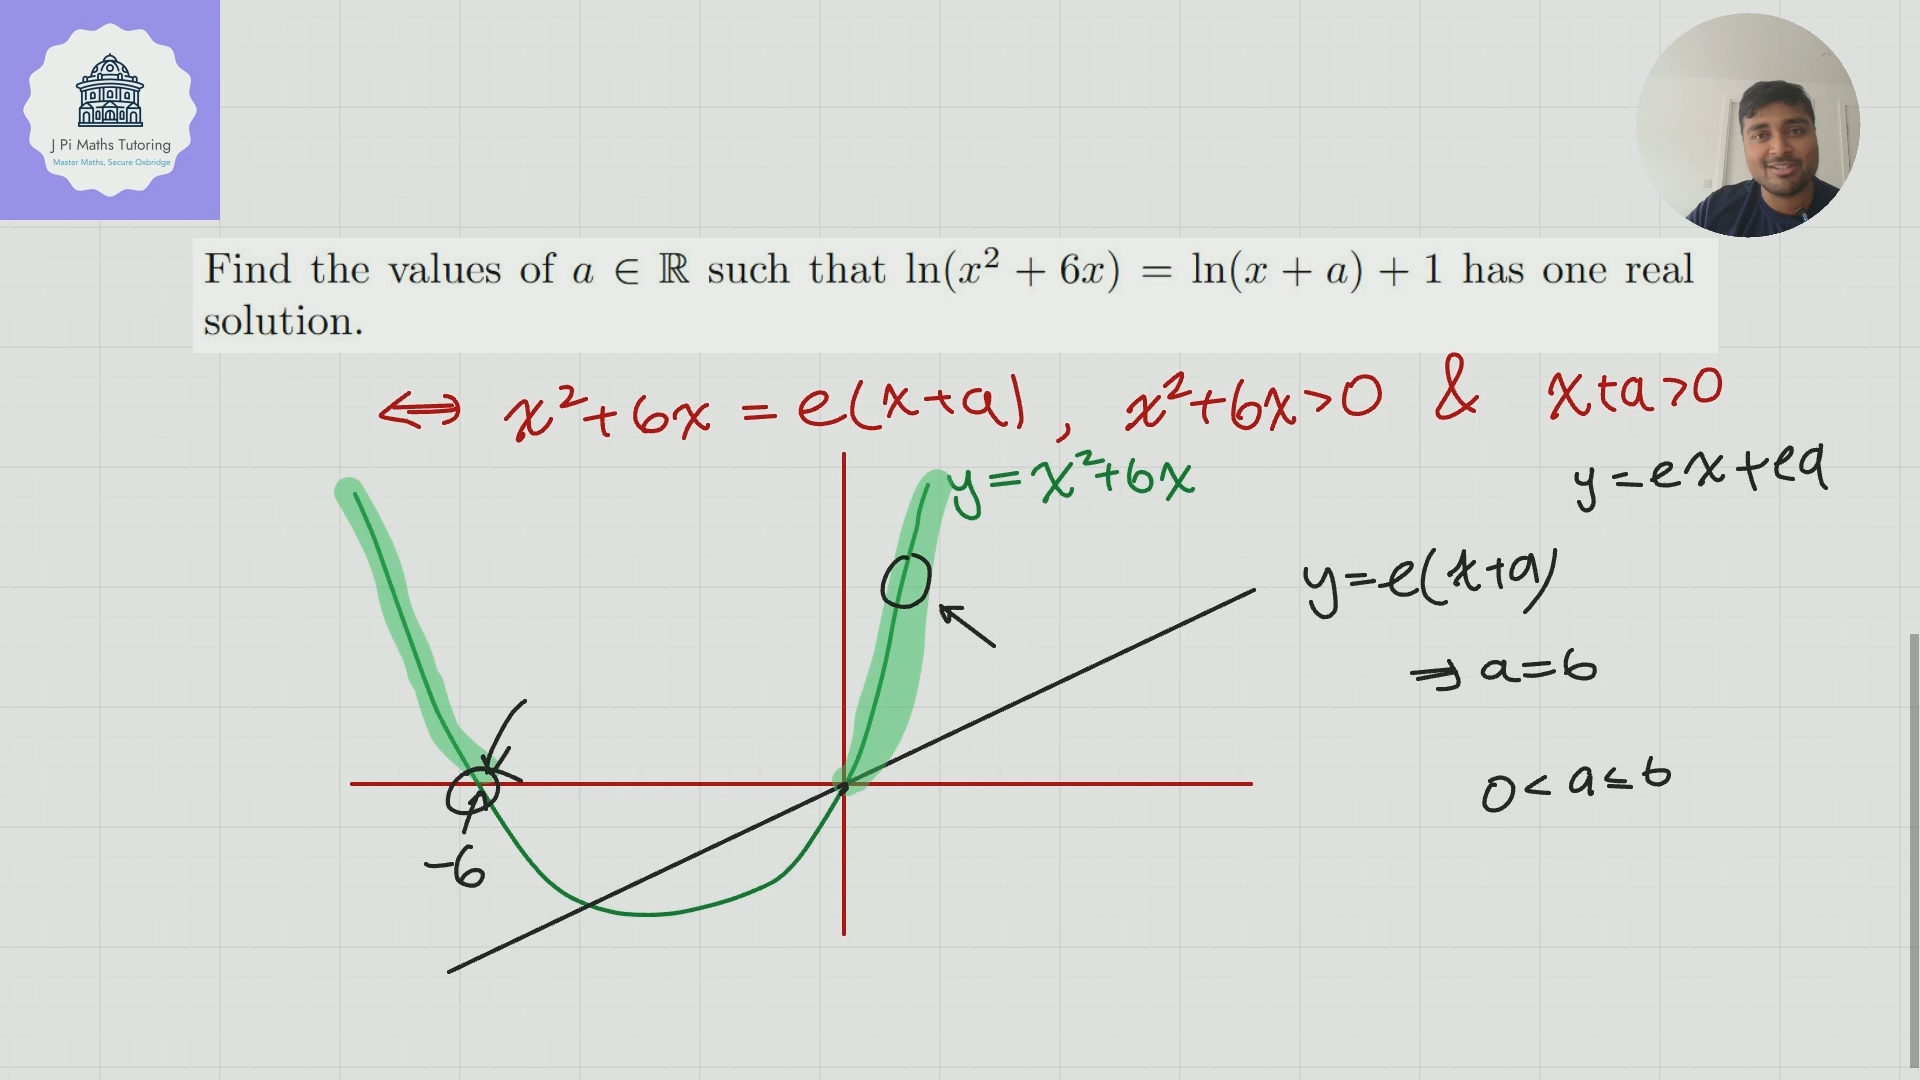 J Pi Maths Tutoring
Master Maths, Secure Oxbridge
Find the values of a ∈ ℝ such that ln(x² + 6x) = ln(x + a) + 1 has one real
solution.
⟺ x²+6x = e(x+a), x²+6x>0 & x+a>0
y=x²+6x
y=ex+ea
y=e(x+a)
⇒ a=6
0<a≤6
-6